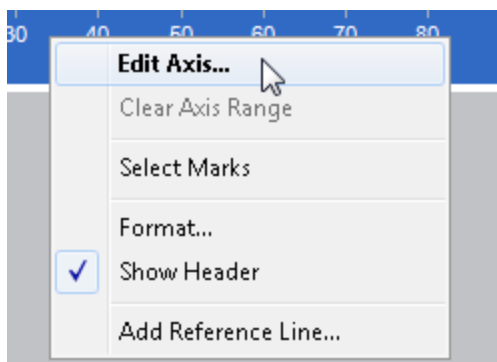 30 40 50 60 70 80
Edit Axis...
Clear Axis Range
Select Marks
Format...
Show Header
Add Reference Line...